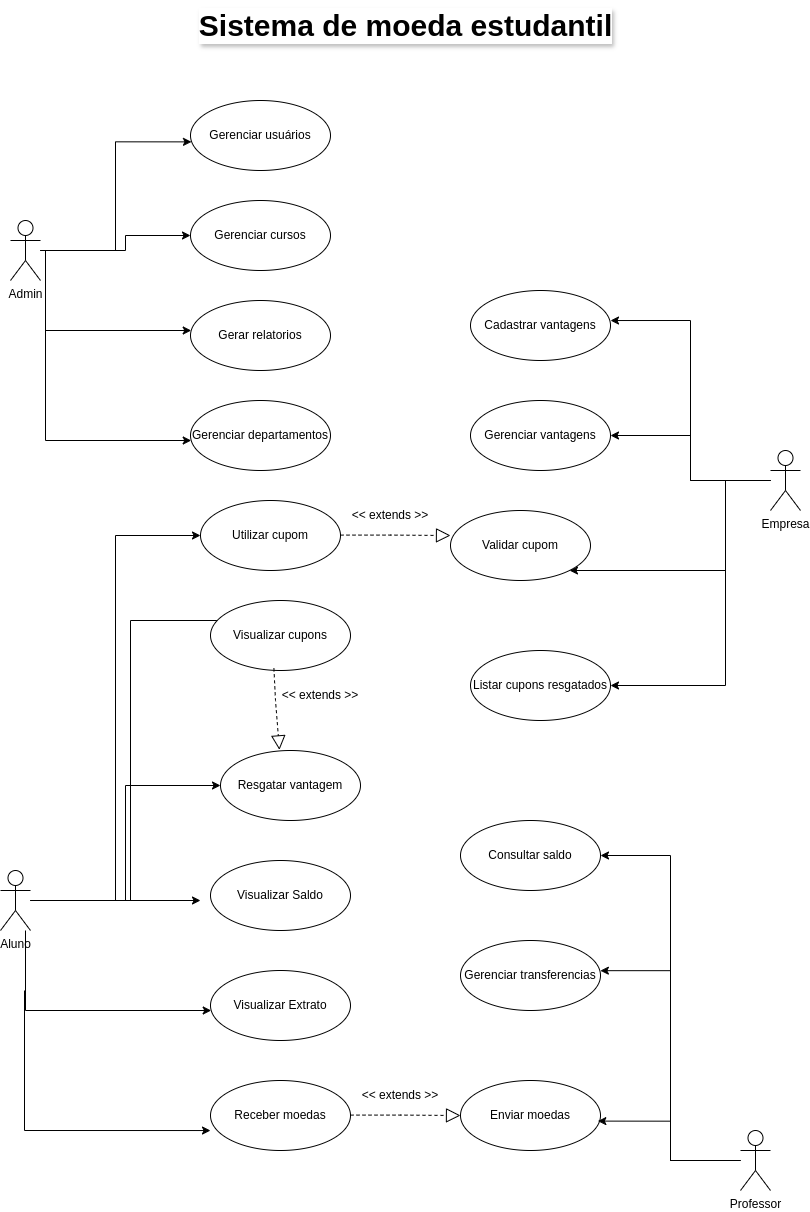 Sistema de moeda estudantil
Gerenciar usuários
Gerenciar cursos
Admin
Gerar relatorios
Cadastrar vantagens
Gerenciar departamentos
Gerenciar vantagens
Empresa
<< extends >>
Utilizar cupom
Validar cupom
Visualizar cupons
<< extends >>
Listar cupons resgatados
Resgatar vantagem
Consultar saldo
Visualizar Saldo
Aluno
Gerenciar transferencias
Visualizar Extrato
<< extends >>
Receber moedas
Enviar moedas
Professor